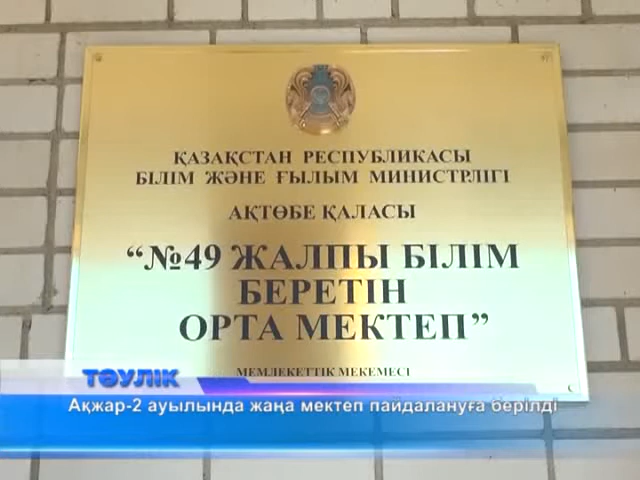 ҚАЗАҚСТАН РЕСПУБЛИКАСЫ
БІЛІМ ЖӘНЕ ҒЫЛЫМ МИНИСТРЛІГІ
АҚТӨБЕ ҚАЛАСЫ
“№49 ЖАЛПЫ БІЛІМ
БЕРЕТІН
ОРТА МЕКТЕП”
МЕМЛЕКЕТТІК МЕКЕМЕСІ
ТӘУЛІК
Ақжар-2 ауылында жаңа мектеп пайдалануға берілді